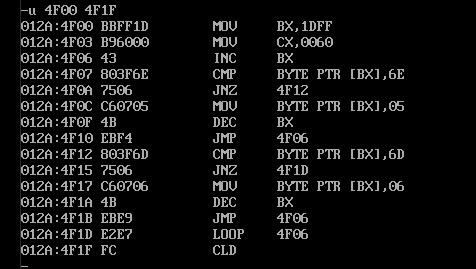 -u 4F00 4F1F
012A:4F00 BBFF1D MOV BX,1DFF
012A:4F03 B96000 MOV CX,0060
012A:4F06 43 INC BX
012A:4F07 803F6E CMP BYTE PTR [BX],6E
012A:4F0A 7506 JNZ 4F12
012A:4F0C C60705 MOV BYTE PTR [BX],05
012A:4F0F 4B DEC BX
012A:4F10 EBF4 JMP 4F06
012A:4F12 803F6D CMP BYTE PTR [BX],6D
012A:4F15 7506 JNZ 4F1D
012A:4F17 C60706 MOV BYTE PTR [BX],06
012A:4F1A 4B DEC BX
012A:4F1B EBE9 JMP 4F06
012A:4F1D E2E7 LOOP 4F06
012A:4F1F FC CLD
-